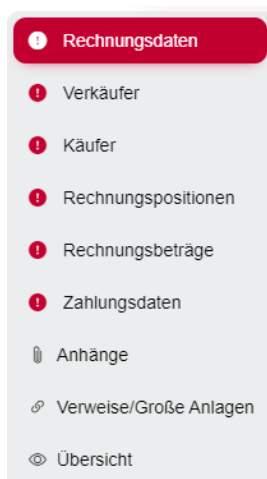 Rechnungsdaten
Verkäufer
Käufer
Rechnungspositionen
Rechnungsbeträge
Zahlungsdaten
Anhänge
Verweise/Große Anlagen
Übersicht